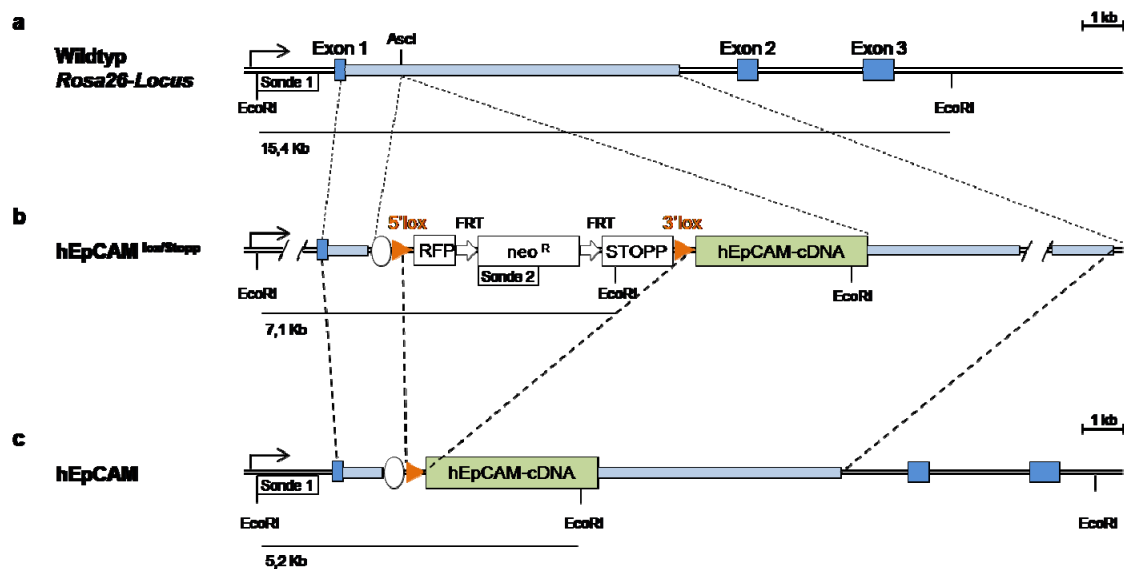 a
1 kb
Wildtyp
Rosa26-Locus
Exon 1
AscI
Exon 2
Exon 3
Sonde 1
EcoRI
EcoRI
15,4 Kb
b
hEpCAM lox/Stopp
5'lox
FRT
FRT
3'lox
RFP
neo R
STOPP
hEpCAM-cDNA
Sonde 2
EcoRI
EcoRI
EcoRI
7,1 Kb
c
1 kb
hEpCAM
hEpCAM-cDNA
Sonde 1
EcoRI
EcoRI
EcoRI
5,2 Kb